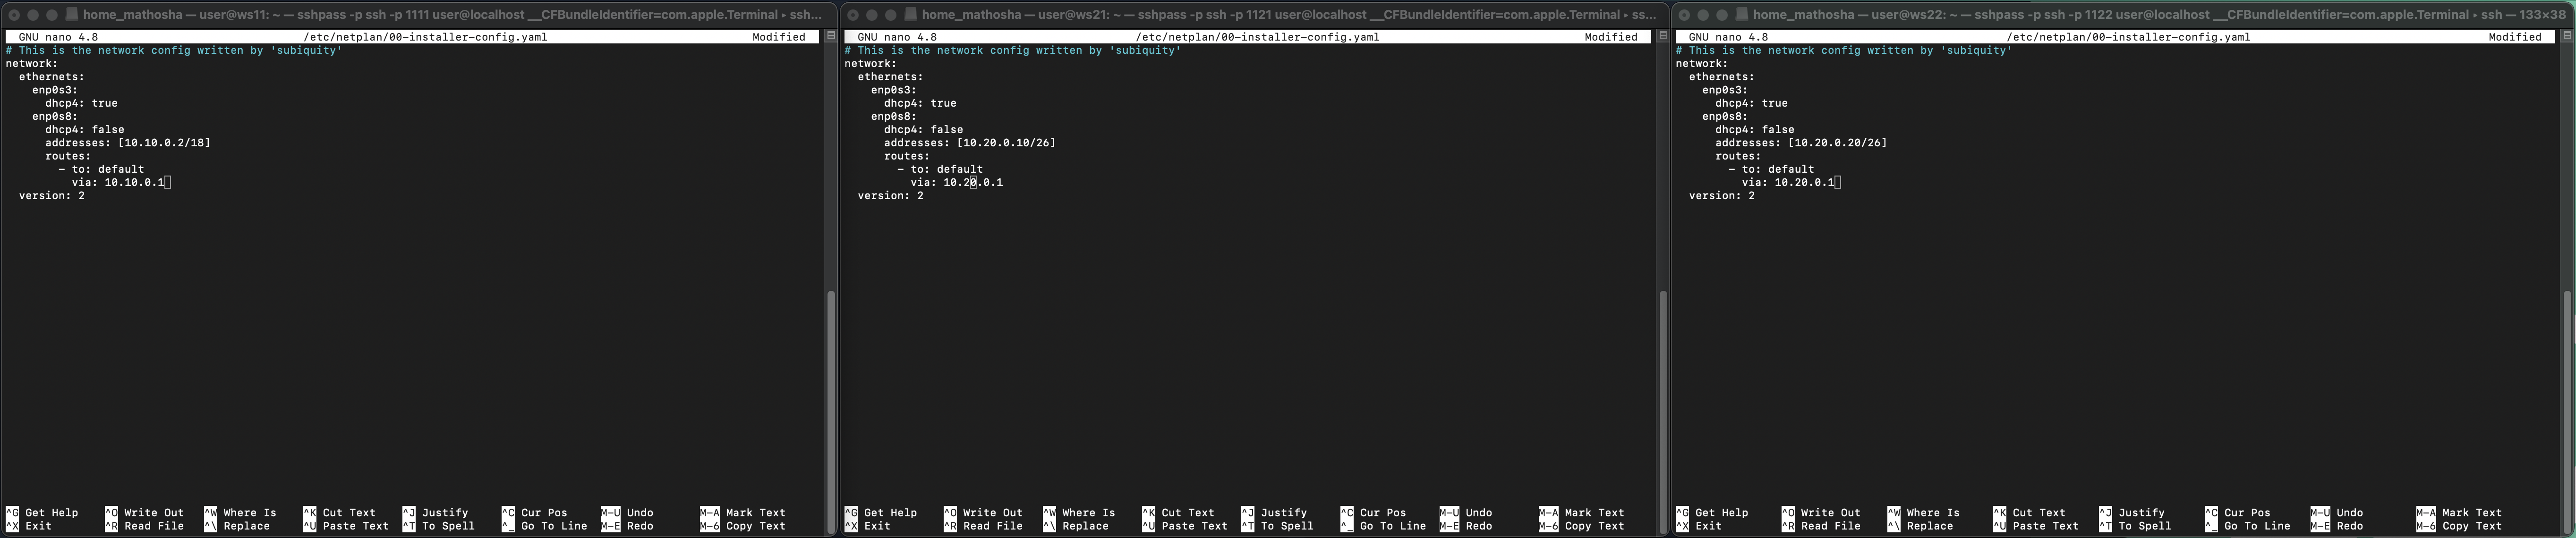 home_mathosha — user@ws11: ~ — sshpass -p ssh -p 1111 user@localhost __CFBundleIdentifier=com.apple.Terminal ▸ ssh...
GNU nano 4.8 /etc/netplan/00-installer-config.yaml Modified
# This is the network config written by 'subiquity'
network:
ethernets:
enp0s3:
dhcp4: true
enp0s8:
dhcp4: false
addresses: [10.10.0.2/18]
routes:
- to: default
via: 10.10.0.1
version: 2
^G Get Help ^O Write Out ^W Where Is ^K Cut Text ^J Justify ^C Cur Pos M-U Undo M-A Mark Text
^X Exit ^R Read File ^\ Replace ^U Paste Text ^T To Spell ^_ Go To Line M-E Redo M-6 Copy Text
home_mathosha — user@ws21: ~ — sshpass -p ssh -p 1121 user@localhost __CFBundleIdentifier=com.apple.Terminal ▸ ss...
GNU nano 4.8 /etc/netplan/00-installer-config.yaml Modified
# This is the network config written by 'subiquity'
network:
ethernets:
enp0s3:
dhcp4: true
enp0s8:
dhcp4: false
addresses: [10.20.0.10/26]
routes:
- to: default
via: 10.20.0.1
version: 2
^G Get Help ^O Write Out ^W Where Is ^K Cut Text ^J Justify ^C Cur Pos M-U Undo M-A Mark Text
^X Exit ^R Read File ^\ Replace ^U Paste Text ^T To Spell ^_ Go To Line M-E Redo M-6 Copy Text
home_mathosha — user@ws22: ~ — sshpass -p ssh -p 1122 user@localhost __CFBundleIdentifier=com.apple.Terminal ▸ ssh — 133×38
GNU nano 4.8 /etc/netplan/00-installer-config.yaml Modified
# This is the network config written by 'subiquity'
network:
ethernets:
enp0s3:
dhcp4: true
enp0s8:
dhcp4: false
addresses: [10.20.0.20/26]
routes:
- to: default
via: 10.20.0.1
version: 2
^G Get Help ^O Write Out ^W Where Is ^K Cut Text ^J Justify ^C Cur Pos M-U Undo M-A Mark Text
^X Exit ^R Read File ^\ Replace ^U Paste Text ^T To Spell ^_ Go To Line M-E Redo M-6 Copy Text